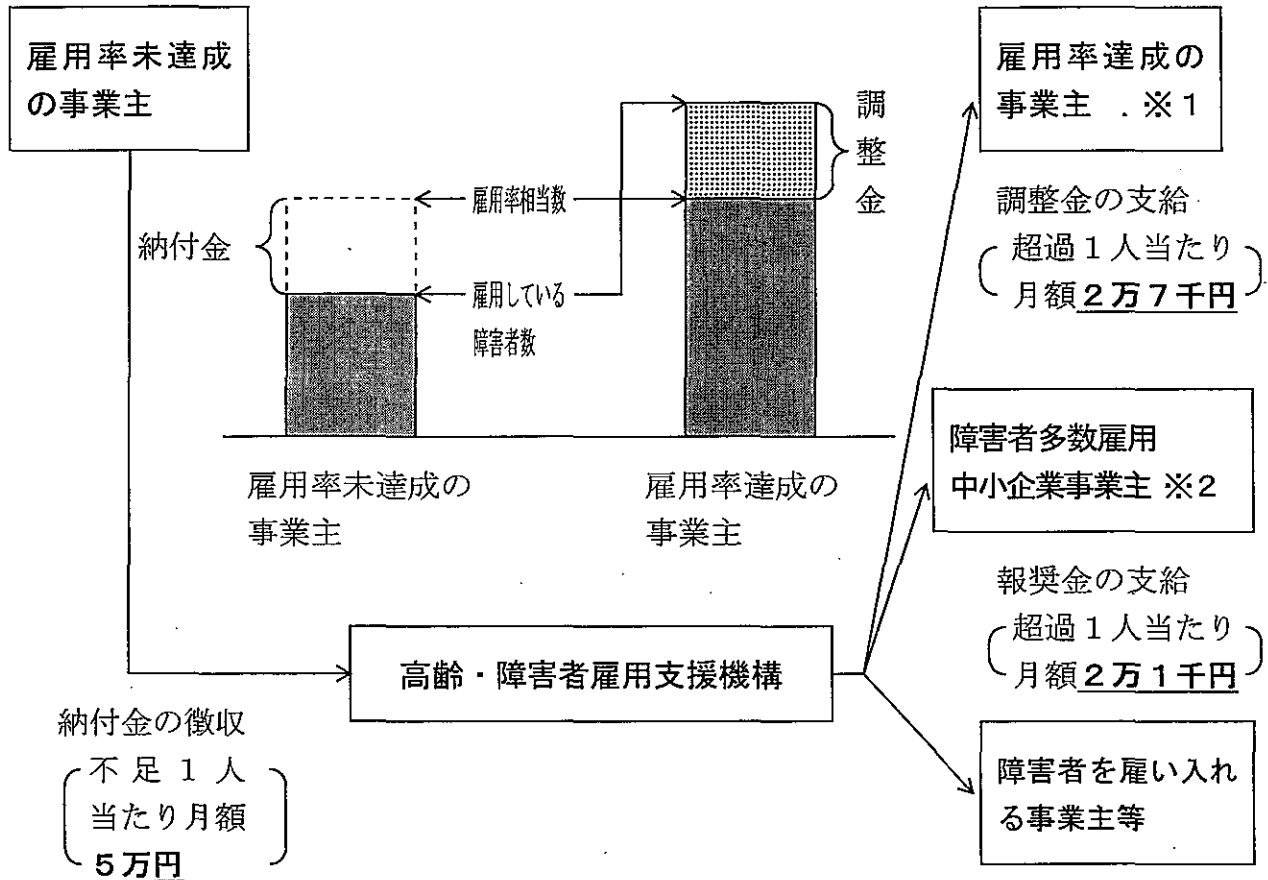 雇用率未達成
の事業主
納付金
雇用率相当数
雇用している
障害者数
調
整
金
雇用率未達成の
事業主
雇用率達成の
事業主
雇用率達成の
事業主 . ※1
調整金の支給
超過1人当たり
月額2万7千円
障害者多数雇用
中小企業事業主 ※2
報奨金の支給
超過1人当たり
月額2万1千円
高齢・障害者雇用支援機構
納付金の徴収
不足1人
当たり月額
5万円
障害者を雇い入れ
る事業主等